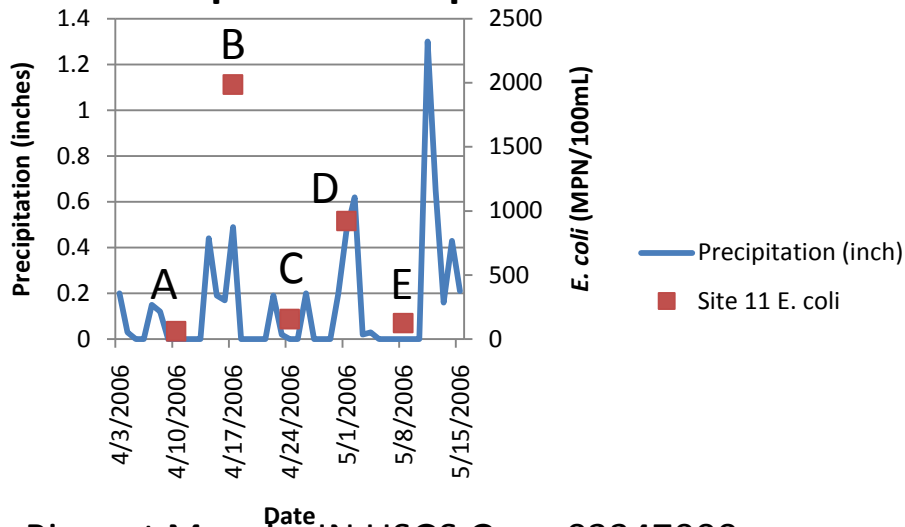 1.4
1.2
1
0.8
0.6
0.4
0.2
0
Precipitation (inches)
2500
2000
1500
1000
500
0
E. coli (MPN/100mL)
A
B
C
D
E
4/3/2006
4/10/2006
4/17/2006
4/24/2006
5/1/2006
5/8/2006
5/15/2006
Date
Precipitation (inch)
Site 11 E. coli